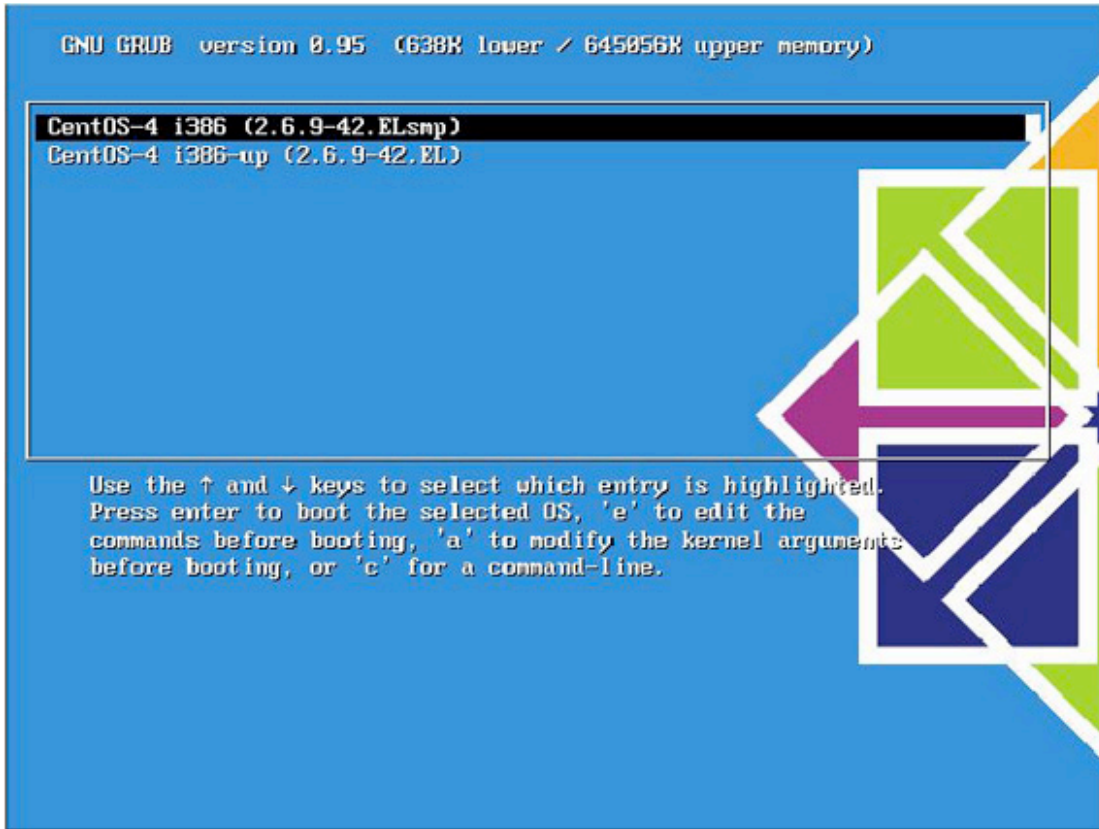 GNU GRUB version 0.95 (638K lower / 645056K upper memory)
CentOS-4 i386 (2.6.9-42.ELsmp)
CentOS-4 i386-up (2.6.9-42.EL)
Use the ↑ and ↓ keys to select which entry is highlighted.
Press enter to boot the selected OS, 'e' to edit the
commands before booting, 'a' to modify the kernel arguments
before booting, or 'c' for a command-line.